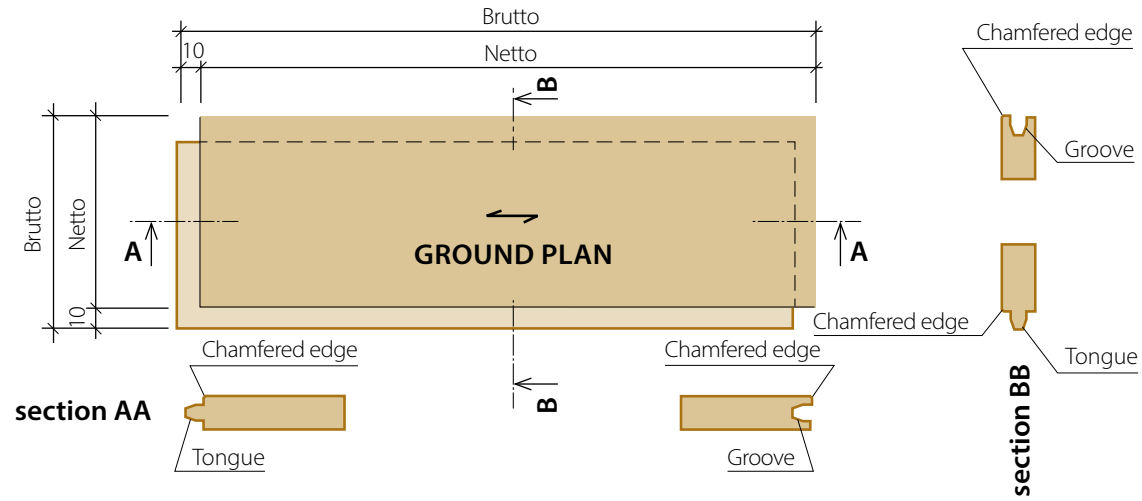 Brutto
10
Netto
B
Chamfered edge
Groove
Brutto
Netto
10
A
A
GROUND PLAN
B
Chamfered edge
Tongue
section BB
section AA
Chamfered edge
Tongue
Chamfered edge
Groove